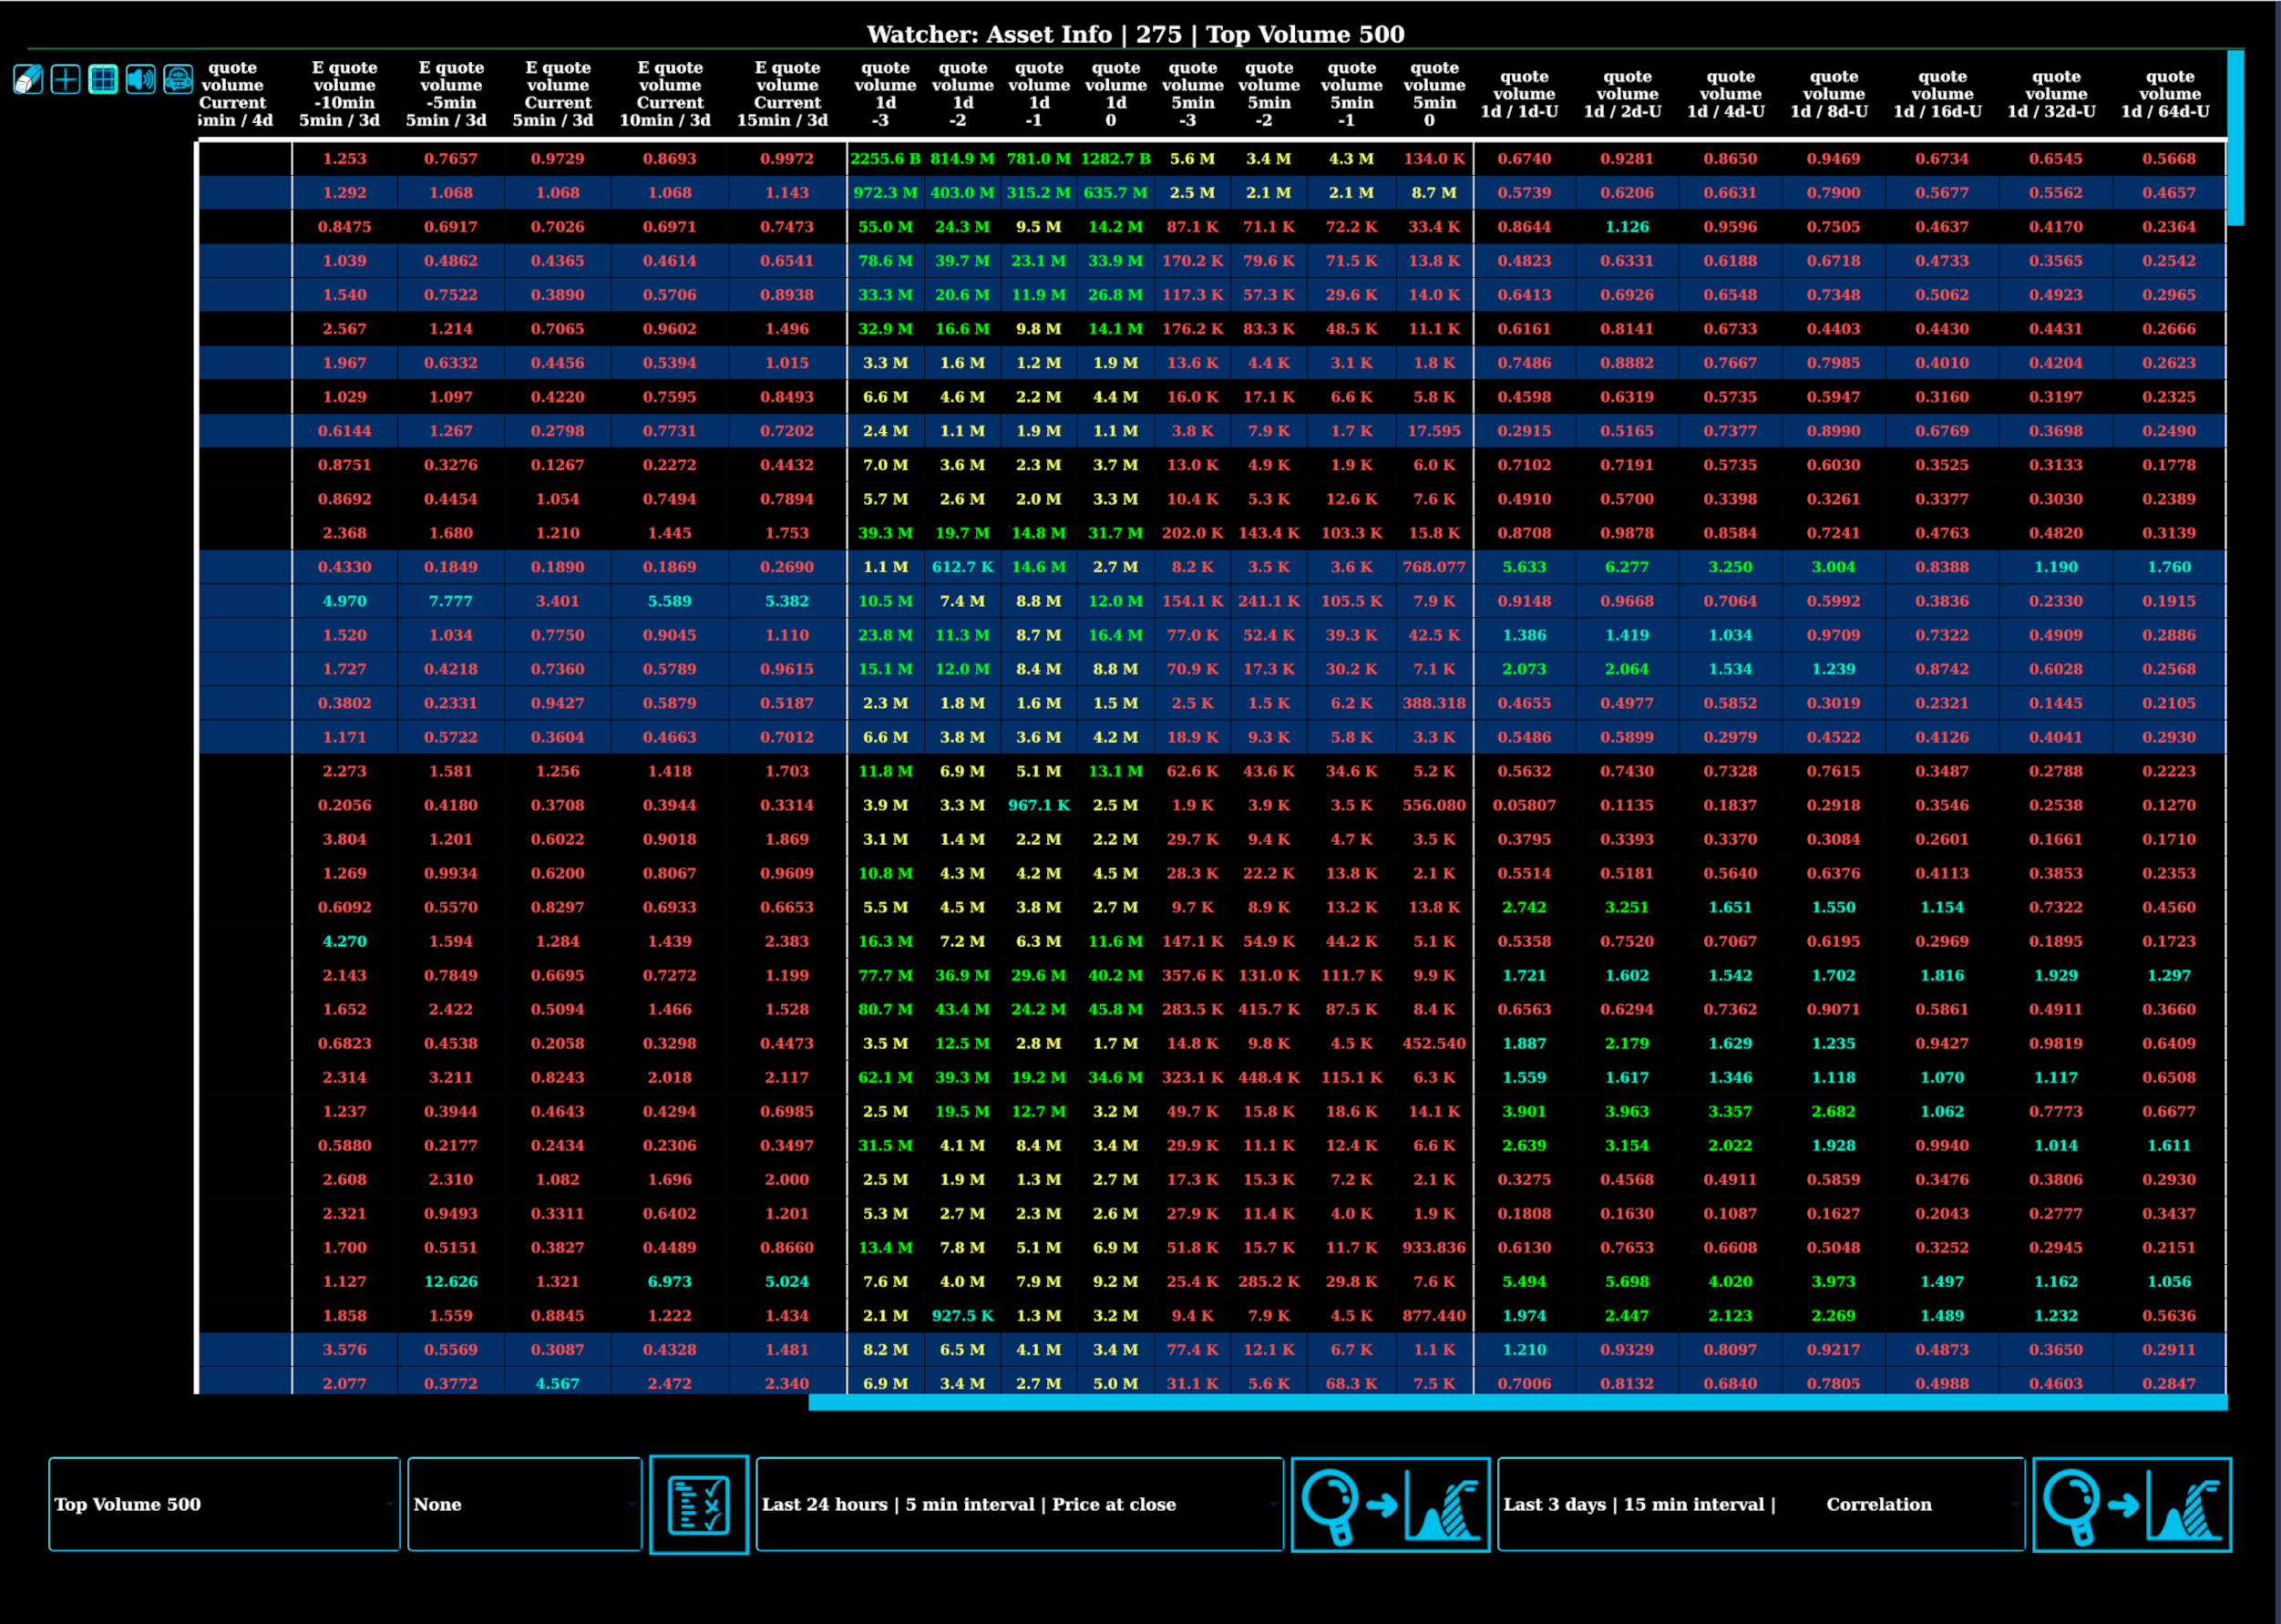 Watcher: Asset Info | 275 | Top Volume 500
quote volume Current 5min / 4d E quote volume -10min 5min / 3d E quote volume -5min 5min / 3d E quote volume Current 5min / 3d E quote volume Current 10min / 3d E quote volume Current 15min / 3d quote volume 1d -3 quote volume 1d -2 quote volume 1d -1 quote volume 1d 0 quote volume 5min -3 quote volume 5min -2 quote volume 5min -1 quote volume 5min 0 quote volume 1d / 1d-U quote volume 1d / 2d-U quote volume 1d / 4d-U quote volume 1d / 8d-U quote volume 1d / 16d-U quote volume 1d / 32d-U quote volume 1d / 64d-U
1.253 0.7657 0.9729 0.8693 0.9972 2255.6 B 814.9 M 781.0 M 1282.7 B 5.6 M 3.4 M 4.3 M 134.0 K 0.6740 0.9281 0.8650 0.9469 0.6734 0.6545 0.5668
1.292 1.068 1.068 1.068 1.143 972.3 M 403.0 M 315.2 M 635.7 M 2.5 M 2.1 M 2.1 M 8.7 M 0.5739 0.6206 0.6631 0.7900 0.5677 0.5562 0.4657
0.8475 0.6917 0.7026 0.6971 0.7473 55.0 M 24.3 M 9.5 M 14.2 M 87.1 K 71.1 K 72.2 K 33.4 K 0.8644 1.126 0.9596 0.7505 0.4637 0.4170 0.2364
1.039 0.4862 0.4365 0.4614 0.6541 78.6 M 39.7 M 23.1 M 33.9 M 170.2 K 79.6 K 71.5 K 13.8 K 0.4823 0.6331 0.6188 0.6718 0.4733 0.3565 0.2542
1.540 0.7522 0.3890 0.5706 0.8938 33.3 M 20.6 M 11.9 M 26.8 M 117.3 K 57.3 K 29.6 K 14.0 K 0.6413 0.6926 0.6548 0.7348 0.5062 0.4923 0.2965
2.567 1.214 0.7065 0.9602 1.496 32.9 M 16.6 M 9.8 M 14.1 M 176.2 K 83.3 K 48.5 K 11.1 K 0.6161 0.8141 0.6733 0.4403 0.4430 0.4431 0.2666
1.967 0.6332 0.4456 0.5394 1.015 3.3 M 1.6 M 1.2 M 1.9 M 13.6 K 4.4 K 3.1 K 1.8 K 0.7486 0.8882 0.7667 0.7985 0.4010 0.4204 0.2623
1.029 1.097 0.4220 0.7595 0.8493 6.6 M 4.6 M 2.2 M 4.4 M 16.0 K 17.1 K 6.6 K 5.8 K 0.4598 0.6319 0.5735 0.5947 0.3160 0.3197 0.2325
0.6144 1.267 0.2798 0.7731 0.7202 2.4 M 1.1 M 1.9 M 1.1 M 3.8 K 7.9 K 1.7 K 17.595 0.2915 0.5165 0.7377 0.8990 0.6769 0.3698 0.2490
0.8751 0.3276 0.1267 0.2272 0.4432 7.0 M 3.6 M 2.3 M 3.7 M 13.0 K 4.9 K 1.9 K 6.0 K 0.7102 0.7191 0.5735 0.6030 0.3525 0.3133 0.1778
0.8692 0.4454 1.054 0.7494 0.7894 5.7 M 2.6 M 2.0 M 3.3 M 10.4 K 5.3 K 12.6 K 7.6 K 0.4910 0.5700 0.3398 0.3261 0.3377 0.3030 0.2389
2.368 1.680 1.210 1.445 1.753 39.3 M 19.7 M 14.8 M 31.7 M 202.0 K 143.4 K 103.3 K 15.8 K 0.8708 0.9878 0.8584 0.7241 0.4763 0.4820 0.3139
0.4330 0.1849 0.1890 0.1869 0.2690 1.1 M 612.7 K 14.6 M 2.7 M 8.2 K 3.5 K 3.6 K 768.077 5.633 6.277 3.250 3.004 0.8388 1.190 1.760
4.970 7.777 3.401 5.589 5.382 10.5 M 7.4 M 8.8 M 12.0 M 154.1 K 241.1 K 105.5 K 7.9 K 0.9148 0.9668 0.7064 0.5992 0.3836 0.2330 0.1915
1.520 1.034 0.7750 0.9045 1.110 23.8 M 11.3 M 8.7 M 16.4 M 77.0 K 52.4 K 39.3 K 42.5 K 1.386 1.419 1.034 0.9709 0.7322 0.4909 0.2886
1.727 0.4218 0.7360 0.5789 0.9615 15.1 M 12.0 M 8.4 M 8.8 M 70.9 K 17.3 K 30.2 K 7.1 K 2.073 2.064 1.534 1.239 0.8742 0.6028 0.2568
0.3802 0.2331 0.9427 0.5879 0.5187 2.3 M 1.8 M 1.6 M 1.5 M 2.5 K 1.5 K 6.2 K 388.318 0.4655 0.4977 0.5852 0.3019 0.2321 0.1445 0.2105
1.171 0.5722 0.3604 0.4663 0.7012 6.6 M 3.8 M 3.6 M 4.2 M 18.9 K 9.3 K 5.8 K 3.3 K 0.5486 0.5899 0.2979 0.4522 0.4126 0.4041 0.2930
2.273 1.581 1.256 1.418 1.703 11.8 M 6.9 M 5.1 M 13.1 M 62.6 K 43.6 K 34.6 K 5.2 K 0.5632 0.7430 0.7328 0.7615 0.3487 0.2788 0.2223
0.2056 0.4180 0.3708 0.3944 0.3314 3.9 M 3.3 M 967.1 K 2.5 M 1.9 K 3.9 K 3.5 K 556.080 0.05807 0.1135 0.1837 0.2918 0.3546 0.2538 0.1270
3.804 1.201 0.6022 0.9018 1.869 3.1 M 1.4 M 2.2 M 2.2 M 29.7 K 9.4 K 4.7 K 3.5 K 0.3795 0.3393 0.3370 0.3084 0.2601 0.1661 0.1710
1.269 0.9934 0.6200 0.8067 0.9609 10.8 M 4.3 M 4.2 M 4.5 M 28.3 K 22.2 K 13.8 K 2.1 K 0.5514 0.5181 0.5640 0.6376 0.4113 0.3853 0.2353
0.6092 0.5570 0.8297 0.6933 0.6653 5.5 M 4.5 M 3.8 M 2.7 M 9.7 K 8.9 K 13.2 K 13.8 K 2.742 3.251 1.651 1.550 1.154 0.7322 0.4560
4.270 1.594 1.284 1.439 2.383 16.3 M 7.2 M 6.3 M 11.6 M 147.1 K 54.9 K 44.2 K 5.1 K 0.5358 0.7520 0.7067 0.6195 0.2969 0.1895 0.1723
2.143 0.7849 0.6695 0.7272 1.199 77.7 M 36.9 M 29.6 M 40.2 M 357.6 K 131.0 K 111.7 K 9.9 K 1.721 1.602 1.542 1.702 1.816 1.929 1.297
1.652 2.422 0.5094 1.466 1.528 80.7 M 43.4 M 24.2 M 45.8 M 283.5 K 415.7 K 87.5 K 8.4 K 0.6563 0.6294 0.7362 0.9071 0.5861 0.4911 0.3660
0.6823 0.4538 0.2058 0.3298 0.4473 3.5 M 12.5 M 2.8 M 1.7 M 14.8 K 9.8 K 4.5 K 452.540 1.887 2.179 1.629 1.235 0.9427 0.9819 0.6409
2.314 3.211 0.8243 2.018 2.117 62.1 M 39.3 M 19.2 M 34.6 M 323.1 K 448.4 K 115.1 K 6.3 K 1.559 1.617 1.346 1.118 1.070 1.117 0.6508
1.237 0.3944 0.4643 0.4294 0.6985 2.5 M 19.5 M 12.7 M 3.2 M 49.7 K 15.8 K 18.6 K 14.1 K 3.901 3.963 3.357 2.682 1.062 0.7773 0.6677
0.5880 0.2177 0.2434 0.2306 0.3497 31.5 M 4.1 M 8.4 M 3.4 M 29.9 K 11.1 K 12.4 K 6.6 K 2.639 3.154 2.022 1.928 0.9940 1.014 1.611
2.608 2.310 1.082 1.696 2.000 2.5 M 1.9 M 1.3 M 2.7 M 17.3 K 15.3 K 7.2 K 2.1 K 0.3275 0.4568 0.4911 0.5859 0.3476 0.3806 0.2930
2.321 0.9493 0.3311 0.6402 1.201 5.3 M 2.7 M 2.3 M 2.6 M 27.9 K 11.4 K 4.0 K 1.9 K 0.1808 0.1630 0.1087 0.1627 0.2043 0.2777 0.3437
1.700 0.5151 0.3827 0.4489 0.8660 13.4 M 7.8 M 5.1 M 6.9 M 51.8 K 15.7 K 11.7 K 933.836 0.6130 0.7653 0.6608 0.5048 0.3252 0.2945 0.2151
1.127 12.626 1.321 6.973 5.024 7.6 M 4.0 M 7.9 M 9.2 M 25.4 K 285.2 K 29.8 K 7.6 K 5.494 5.698 4.020 3.973 1.497 1.162 1.056
1.858 1.559 0.8845 1.222 1.434 2.1 M 927.5 K 1.3 M 3.2 M 9.4 K 7.9 K 4.5 K 877.440 1.974 2.447 2.123 2.269 1.489 1.232 0.5636
3.576 0.5569 0.3087 0.4328 1.481 8.2 M 6.5 M 4.1 M 3.4 M 77.4 K 12.1 K 6.7 K 1.1 K 1.210 0.9329 0.8097 0.9217 0.4873 0.3650 0.2911
2.077 0.3772 4.567 2.472 2.340 6.9 M 3.4 M 2.7 M 5.0 M 31.1 K 5.6 K 68.3 K 7.5 K 0.7006 0.8132 0.6840 0.7805 0.4988 0.4603 0.2847
Top Volume 500 None Last 24 hours | 5 min interval | Price at close Last 3 days | 15 min interval | Correlation